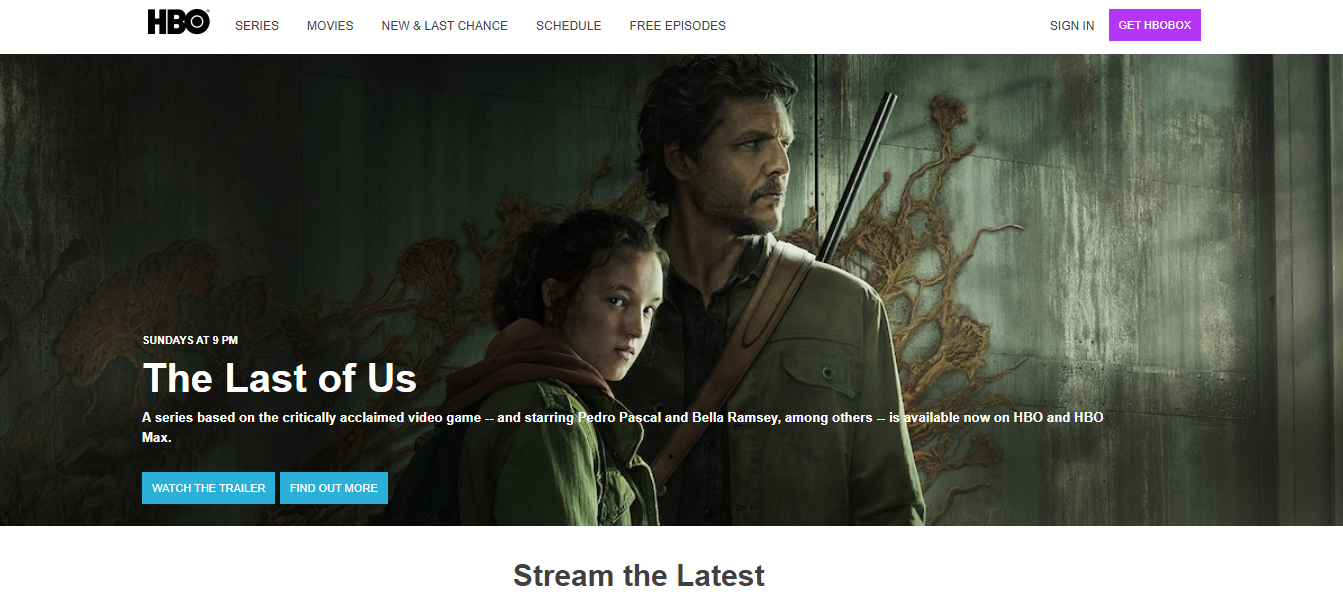 HBO
SERIES
MOVIES
NEW & LAST CHANCE
SCHEDULE
FREE EPISODES
SIGN IN
GET HBOBOX
SUNDAYS AT 9 PM
The Last of Us
A series based on the critically acclaimed video game -- and starring Pedro Pascal and Bella Ramsey, among others -- is available now on HBO and HBO
Max.
WATCH THE TRAILER
FIND OUT MORE
Stream the Latest